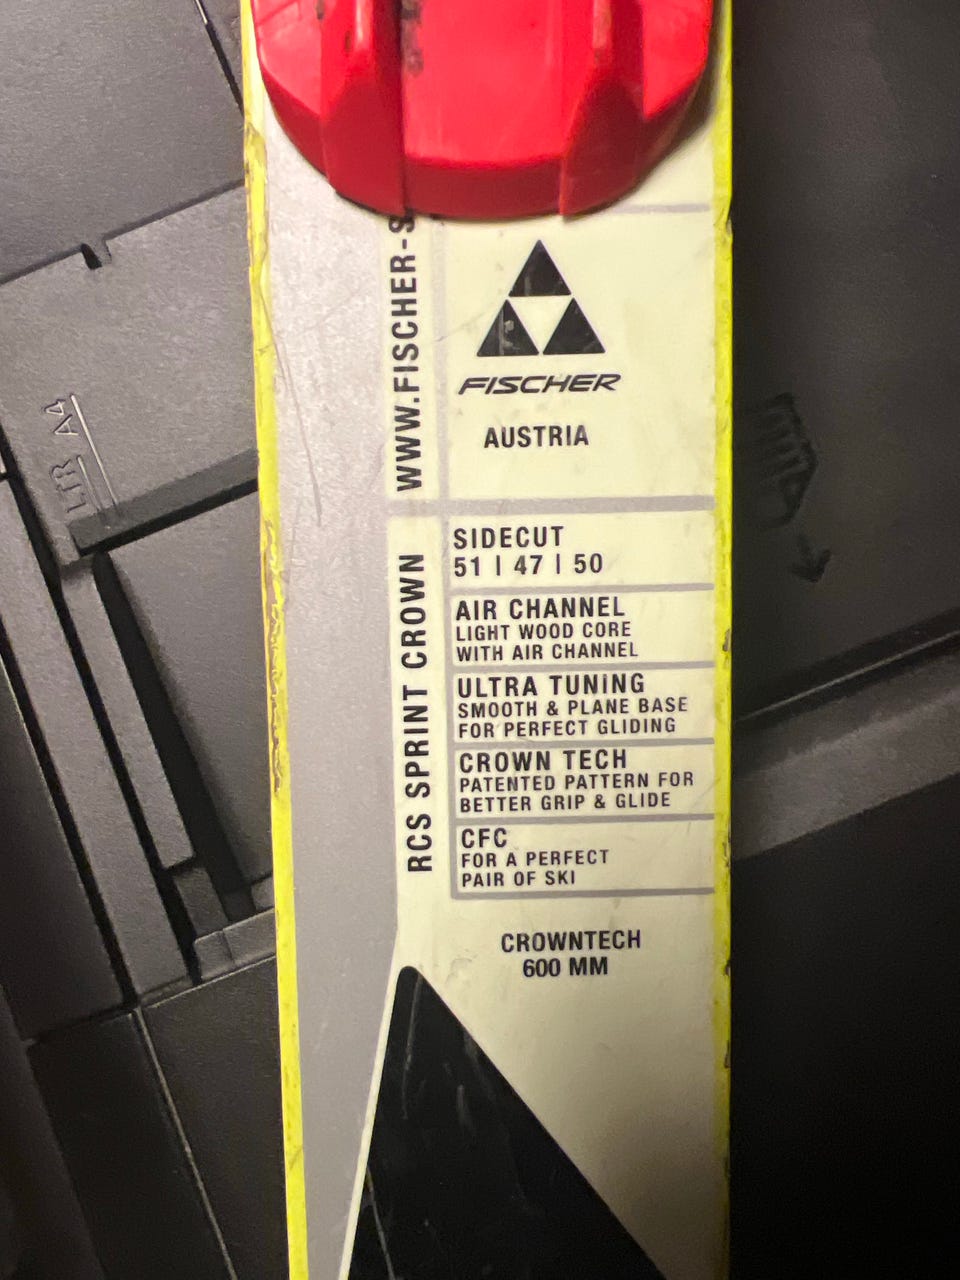 WWW.FISCHER-S
FISCHER
AUSTRIA
RCS SPRINT CROWN
SIDECUT
51 | 47 | 50
AIR CHANNEL
LIGHT WOOD CORE
WITH AIR CHANNEL
ULTRA TUNING
SMOOTH & PLANE BASE
FOR PERFECT GLIDING
CROWN TECH
PATENTED PATTERN FOR
BETTER GRIP & GLIDE
CFC
FOR A PERFECT
PAIR OF SKI
CROWNTECH
600 MM
LTR A4